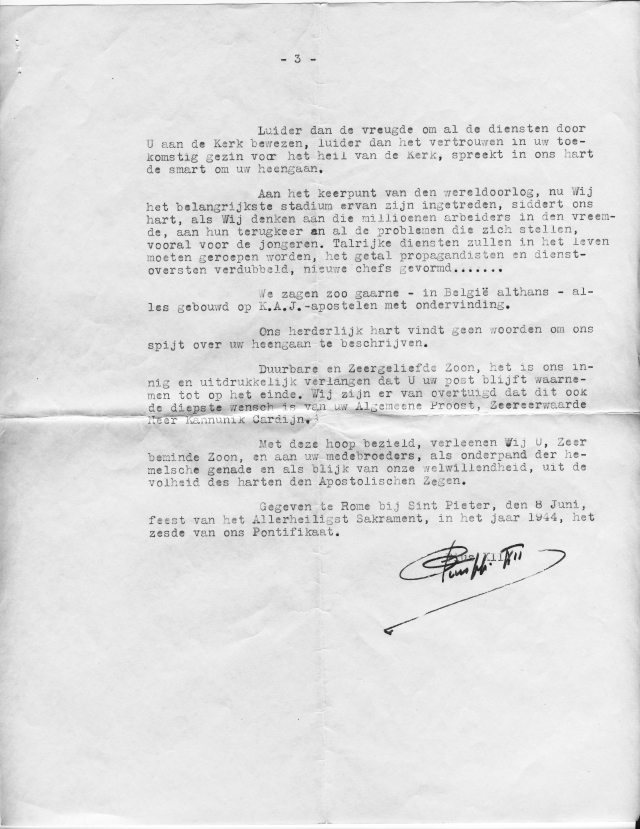 - 3 -
Luider dan de vreugde om al de diensten door
U aan de Kerk bewezen, luider dan het vertrouwen in uw toe-
komstig gezin voor het heil van de Kerk, spreekt in ons hart
de smart om uw heengaan.
Aan het keerpunt van den wereldoorlog, nu Wij
het belangrijkste stadium ervan zijn ingetreden, siddert ons
hart, als Wij denken aan die millioenen arbeiders in den vreem-
de, aan hun terugkeer en al de problemen die zich stellen,
vooral voor de jongeren. Talrijke diensten zullen in het leven
moeten geroepen worden, het getal propagandisten en dienst-
oversten verdubbeld, nieuwe chefs gevormd.......
We zagen zoo gaarne - in België althans - al-
les gebouwd op K.A.J.-apostelen met ondervinding.
Ons herderlijk hart vindt geen woorden om ons
spijt over uw heengaan te beschrijven.
Duurbare en Zeergeliefde Zoon, het is ons in-
nig en uitdrukkelijk verlangen dat U uw post blijft waarne-
men tot op het einde. Wij zijn er van overtuigd dat dit ook
de diepste wensch is van uw Algemeene Proost, Zeereerwaarde
Heer Kannunik Cardijn.
Met deze hoop bezield, verleenen Wij U, Zeer
beminde Zoon, en aan uw medebroeders, als onderpand der he-
melsche genade en als blijk van onze welwillendheid, uit de
volheid des harten den Apostolischen Zegen.
Gegeven te Rome bij Sint Pieter, den 8 Juni,
feest van het Allerheiligst Sakrament, in het jaar 1944, het
zesde van ons Pontifikaat.
Pius XII